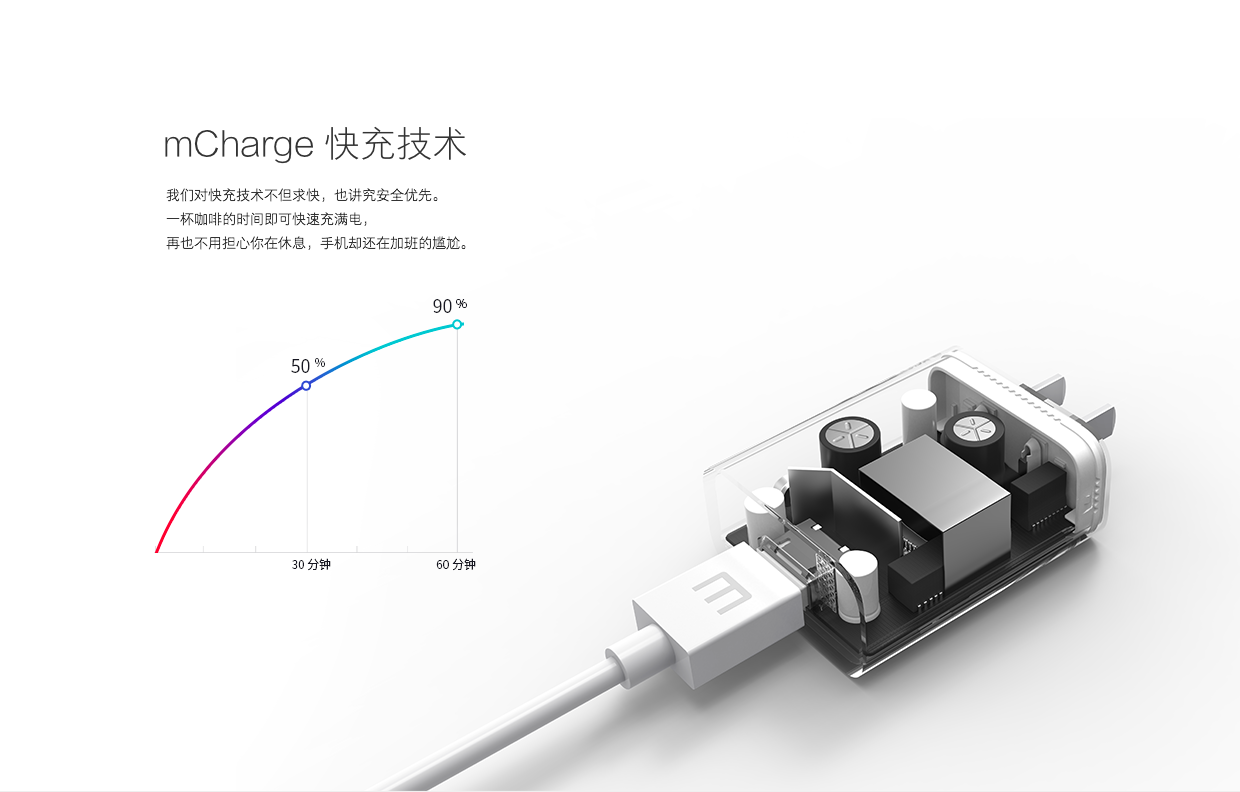 mCharge 快充技术
我们对快充技术不但求快，也讲究安全优先。
一杯咖啡的时间即可快速充满电，
再也不用担心你在休息，手机却还在加班的尴尬。
90 %
50 %
30 分钟
60 分钟
m